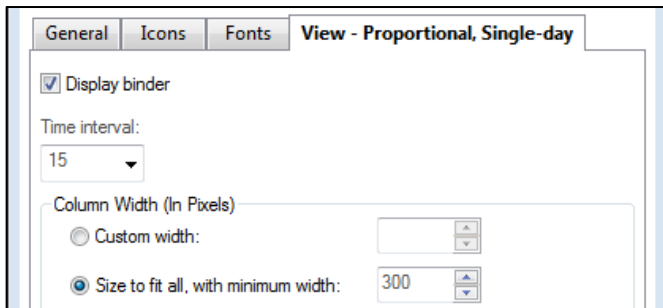 General Icons Fonts View - Proportional, Single-day
Display binder
Time interval:
15
Column Width (In Pixels)
Custom width:
Size to fit all, with minimum width: 300